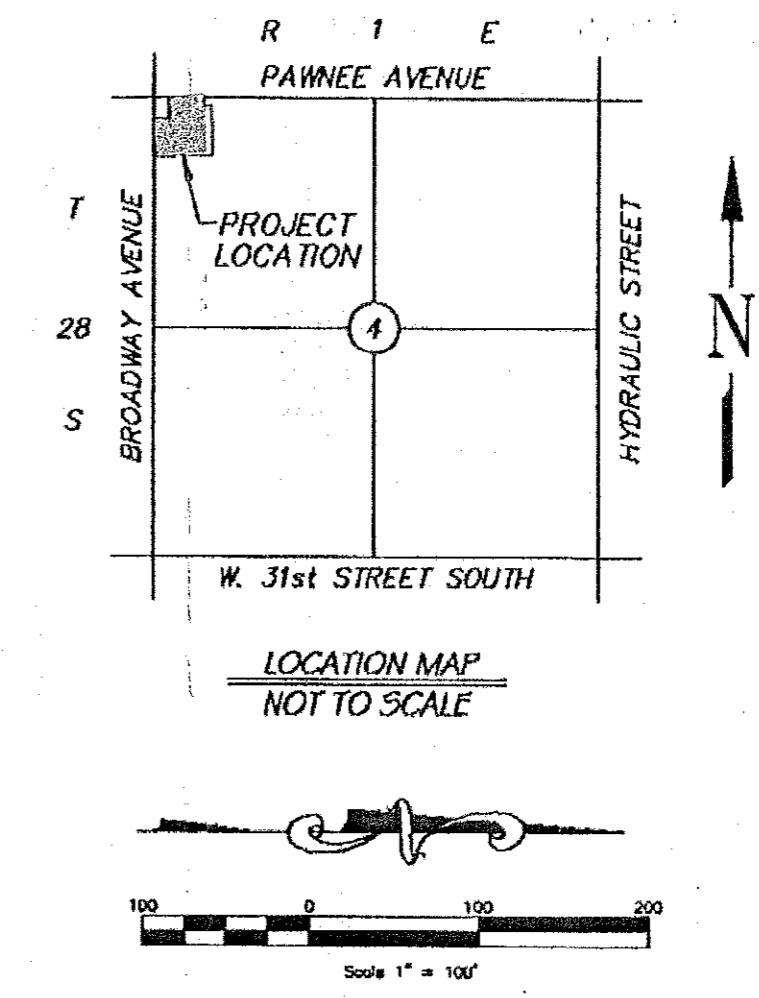 R 1 E
PAWNEE AVENUE
T
28
S
BROADWAY AVENUE
PROJECT
LOCATION
4
HYDRAULIC STREET
N
W. 31st STREET SOUTH
LOCATION MAP
NOT TO SCALE
100 0 100 200
Scale 1" = 100'